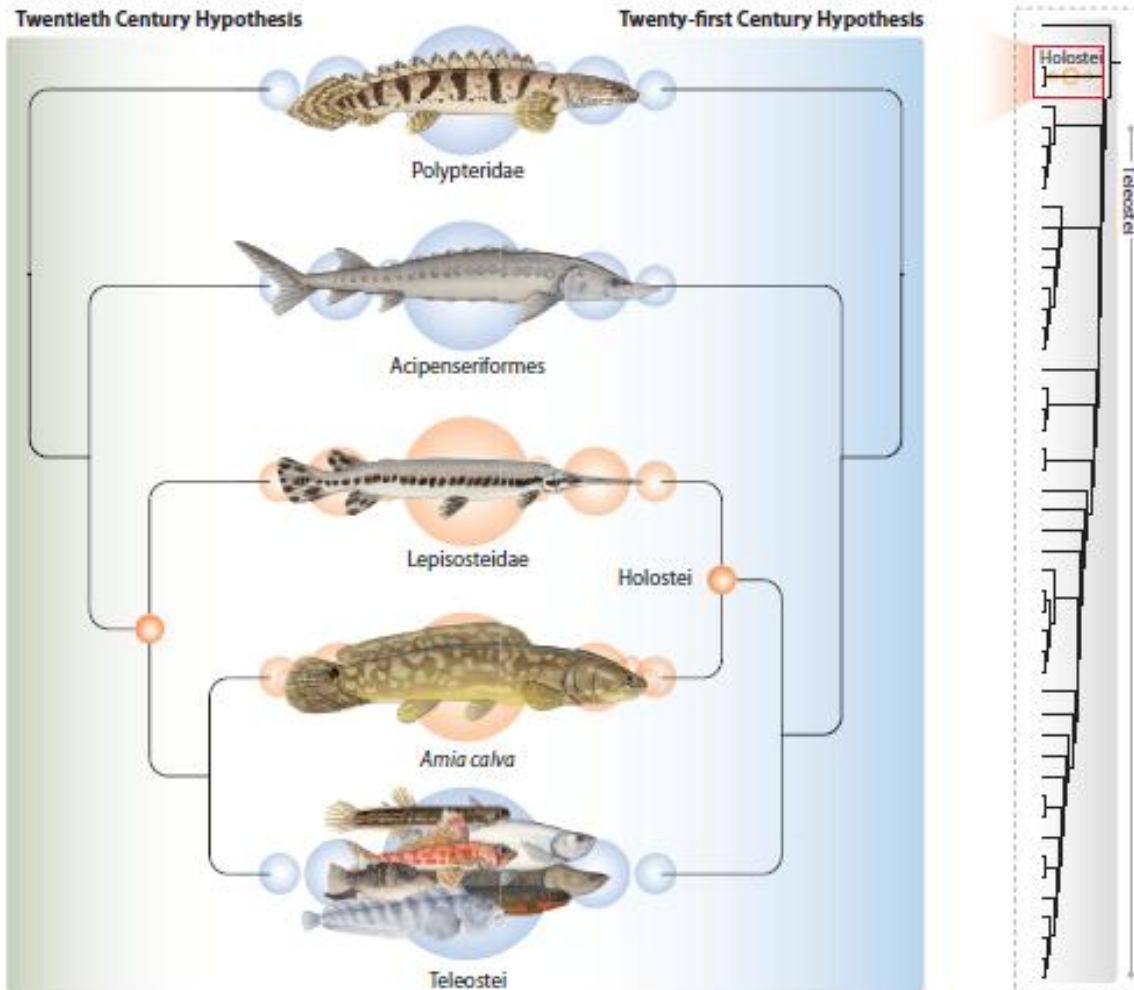 Twentieth Century Hypothesis
Twenty-first Century Hypothesis
Polypteridae
Acipenseriformes
Lepisosteidae
Holostei
Amia calva
Teleostei
Holostei
Teleostei